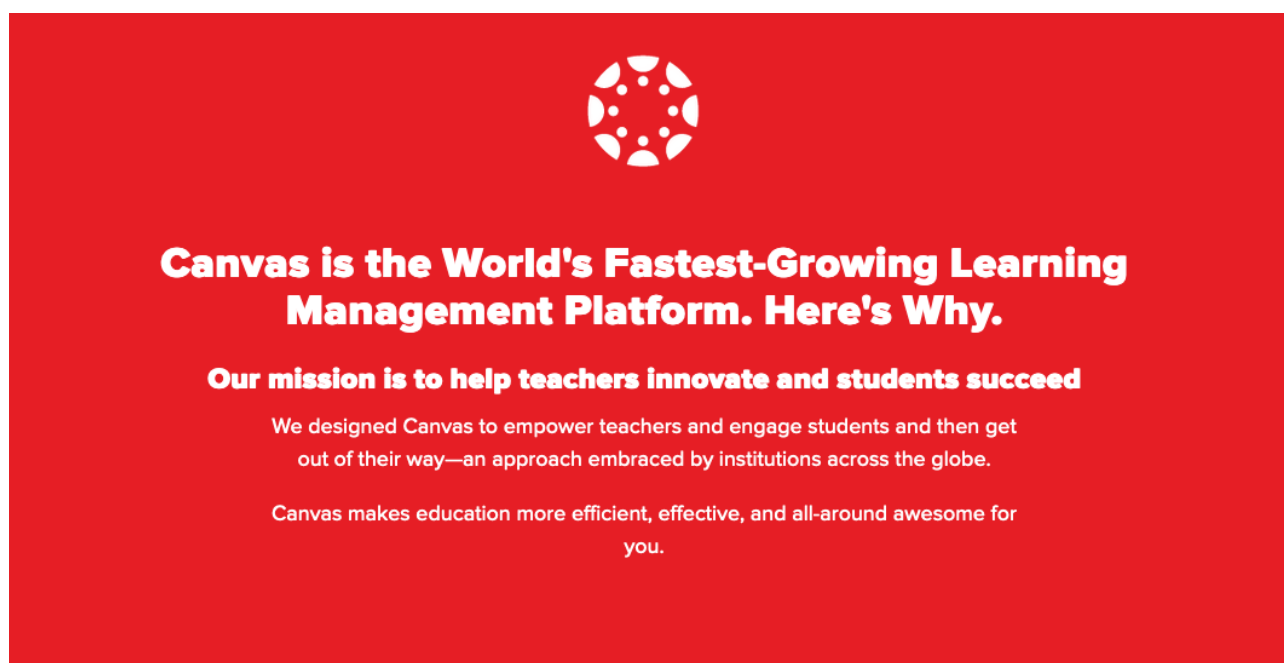 Canvas is the World's Fastest-Growing Learning
Management Platform. Here's Why.
Our mission is to help teachers innovate and students succeed
We designed Canvas to empower teachers and engage students and then get
out of their way—an approach embraced by institutions across the globe.
Canvas makes education more efficient, effective, and all-around awesome for
you.